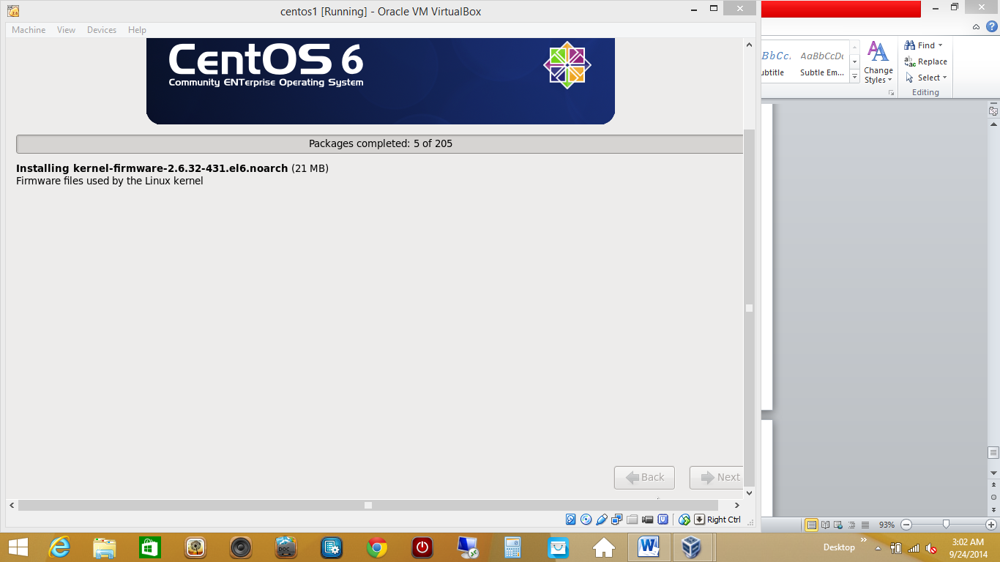 centos1 [Running] - Oracle VM VirtualBox
Machine View Devices Help
CentOS 6
Community ENTerprise Operating System
Packages completed: 5 of 205
Installing kernel-firmware-2.6.32-431.el6.noarch (21 MB)
Firmware files used by the Linux kernel
Back
Next
Right Ctrl
AaBbCcDc
ubtitle
Subtle Em...
Change
Styles
Find
Replace
Select
Editing
93%
Desktop
3:02 AM
9/24/2014